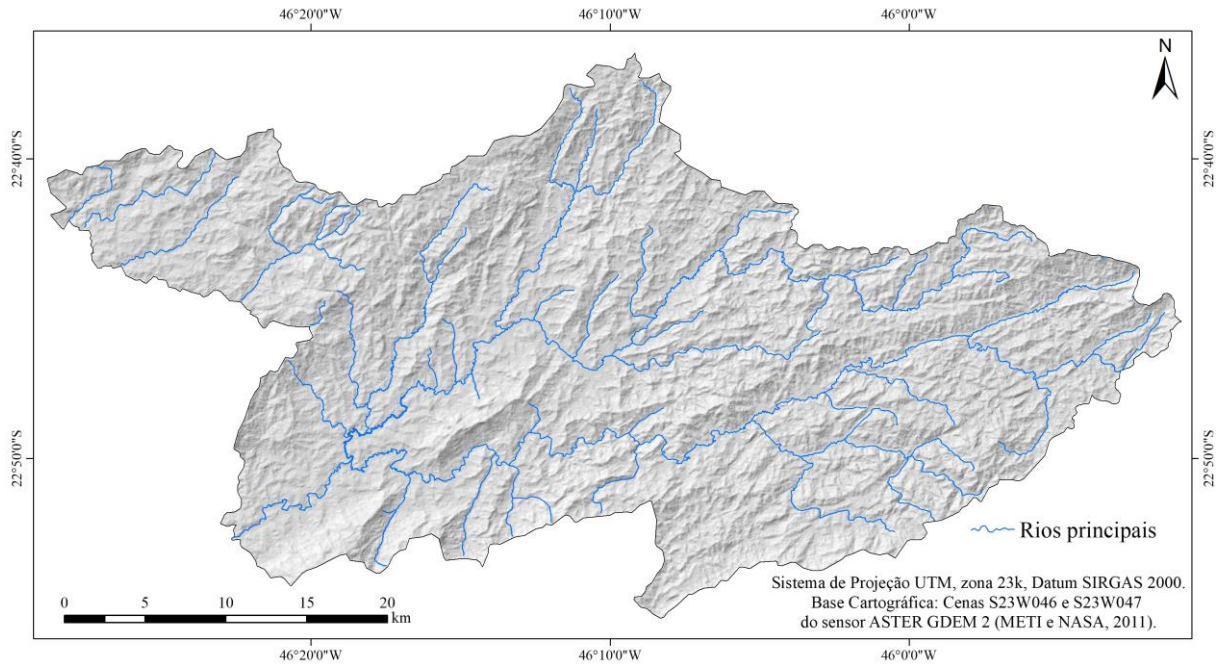 46°20'0"W 46°10'0"W 46°0'0"W
N
22°40'0"S 22°40'0"S
22°50'0"S 22°50'0"S
Rios principais
Sistema de Projeção UTM, zona 23k, Datum SIRGAS 2000.
Base Cartográfica: Cenas S23W046 e S23W047
do sensor ASTER GDEM 2 (METI e NASA, 2011).
0 5 10 15 20
km
46°20'0"W 46°10'0"W 46°0'0"W